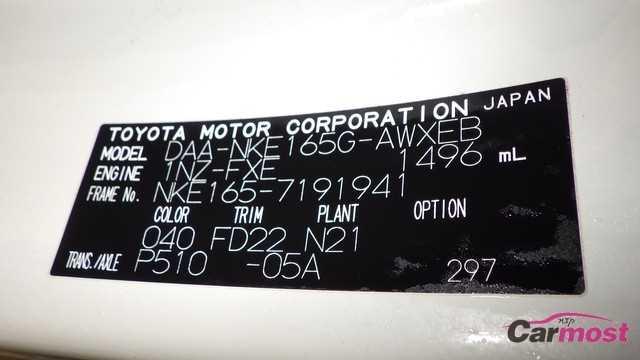 TOYOTA MOTOR CORPORATION JAPAN
MODEL DAA-NKE165G-AWXEB
ENGINE 1NZ-FXE 1496 mL
FRAME No. NKE165-7191941
COLOR TRIM PLANT OPTION
040 FD22 N21
TRANS./AXLE P510 -05A 297
Carmost